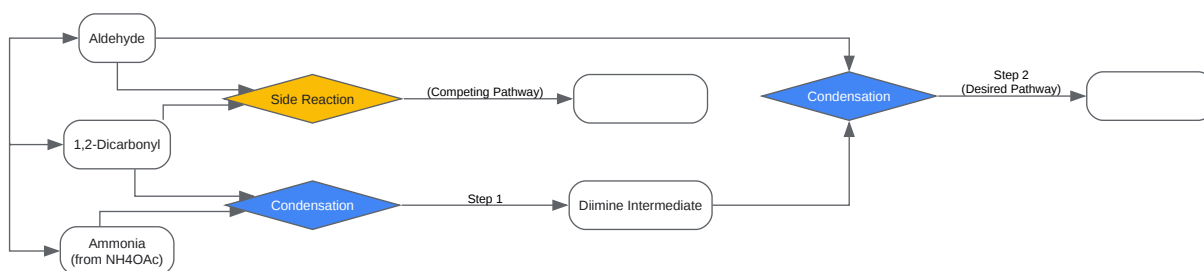 Aldehyde
Side Reaction
(Competing Pathway)
Condensation
Step 2
(Desired Pathway)
1,2-Dicarbonyl
Condensation
Step 1
Diimine Intermediate
Ammonia
(from NH4OAc)